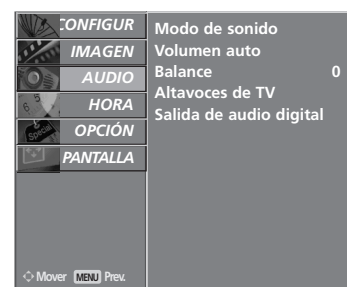 CONFIGUR
IMAGEN
AUDIO
HORA
OPCIÓN
PANTALLA
Mover MENU Prev.
Modo de sonido
Volumen auto
Balance 0
Altavoces de TV
Salida de audio digital